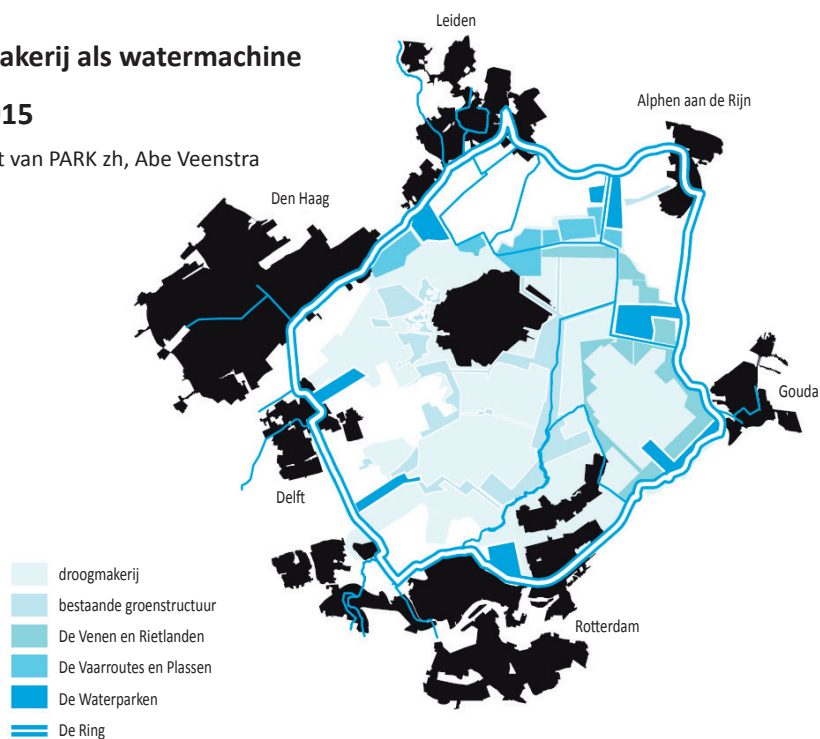 akerij als watermachine
015
t van PARK zh, Abe Veenstra
Leiden
Alphen aan de Rijn
Den Haag
Gouda
Delft
Rotterdam
droogmakerij
bestaande groenstructuur
De Venen en Rietlanden
De Vaarroutes en Plassen
De Waterparken
De Ring